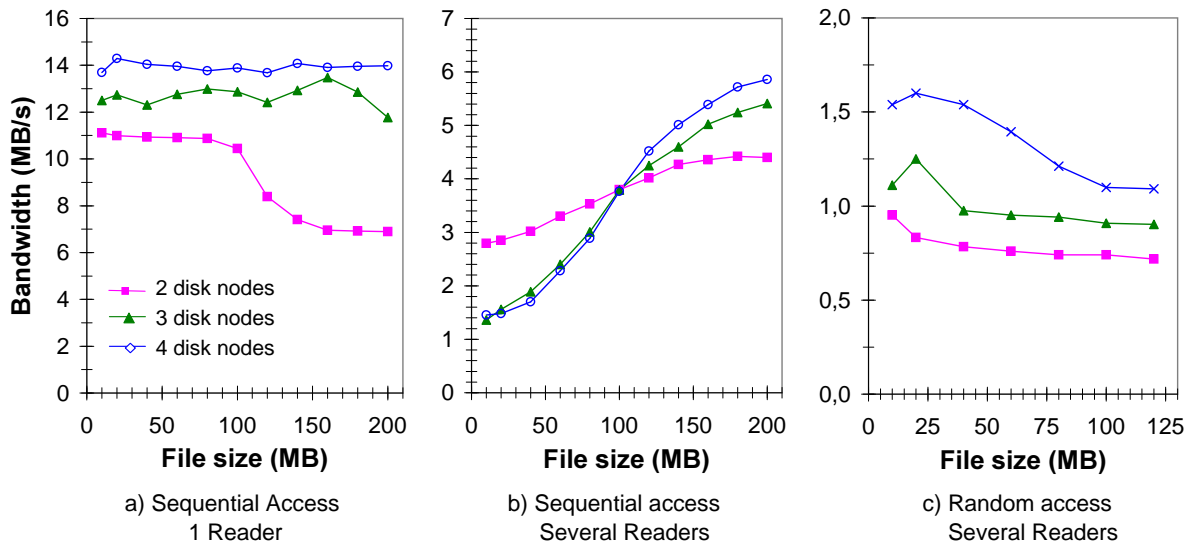 Bandwidth (MB/s)
16
14
12
10
8
6
4
2
0
2 disk nodes
3 disk nodes
4 disk nodes
0 50 100 150 200
File size (MB)
a) Sequential Access
1 Reader
7
6
5
4
3
2
1
0
0 50 100 150 200
File size (MB)
b) Sequential access
Several Readers
2,0
1,5
1,0
0,5
0,0
0 25 50 75 100 125
File size (MB)
c) Random access
Several Readers